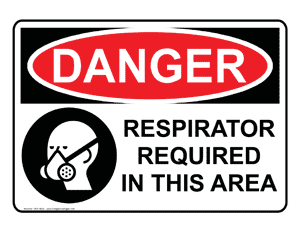 DANGER
RESPIRATOR
REQUIRED
IN THIS AREA